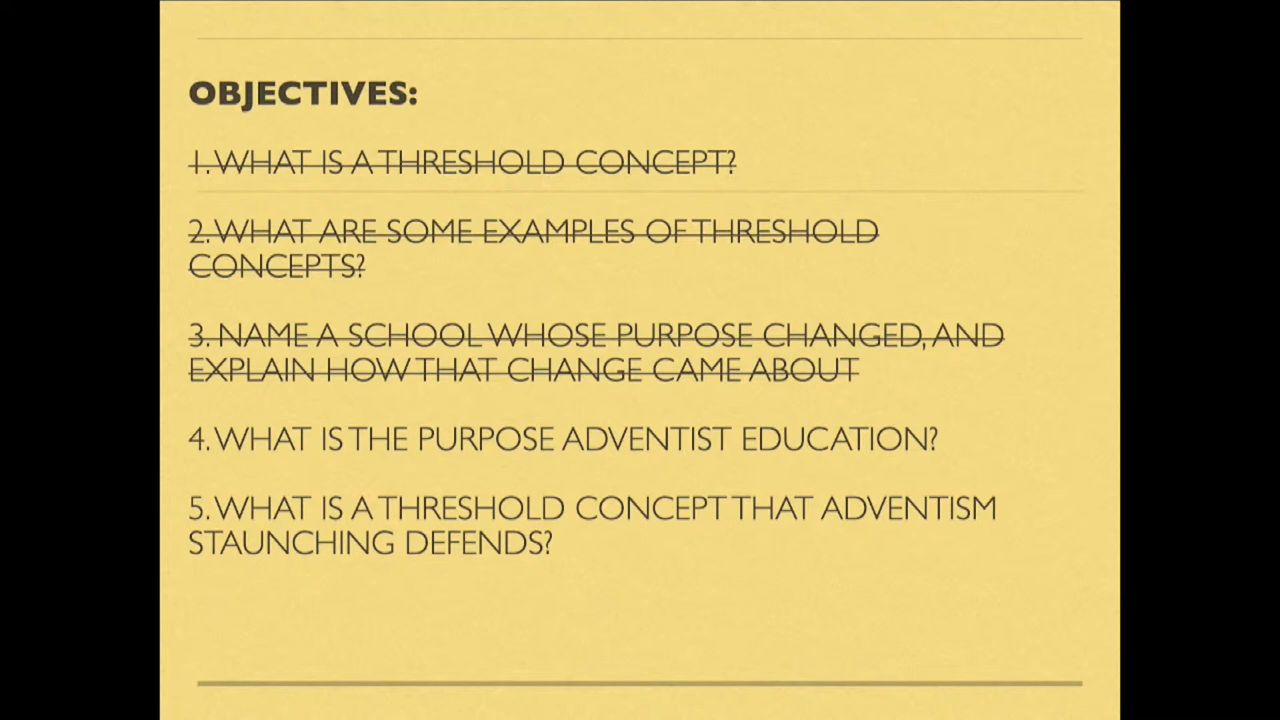 OBJECTIVES:
1. WHAT IS A THRESHOLD CONCEPT?
2. WHAT ARE SOME EXAMPLES OF THRESHOLD
CONCEPTS?
3. NAME A SCHOOL WHOSE PURPOSE CHANGED, AND
EXPLAIN HOW THAT CHANGE CAME ABOUT
4. WHAT IS THE PURPOSE ADVENTIST EDUCATION?
5. WHAT IS A THRESHOLD CONCEPT THAT ADVENTISM
STAUNCHING DEFENDS?